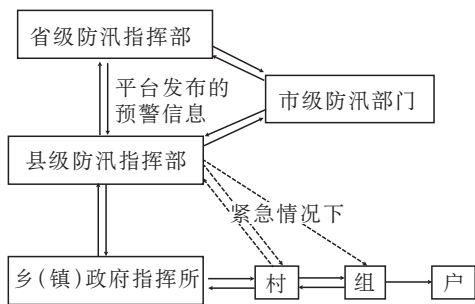 省级防汛指挥部
平台发布的
预警信息
市级防汛部门
县级防汛指挥部
紧急情况下
乡(镇)政府指挥所
村
组
户